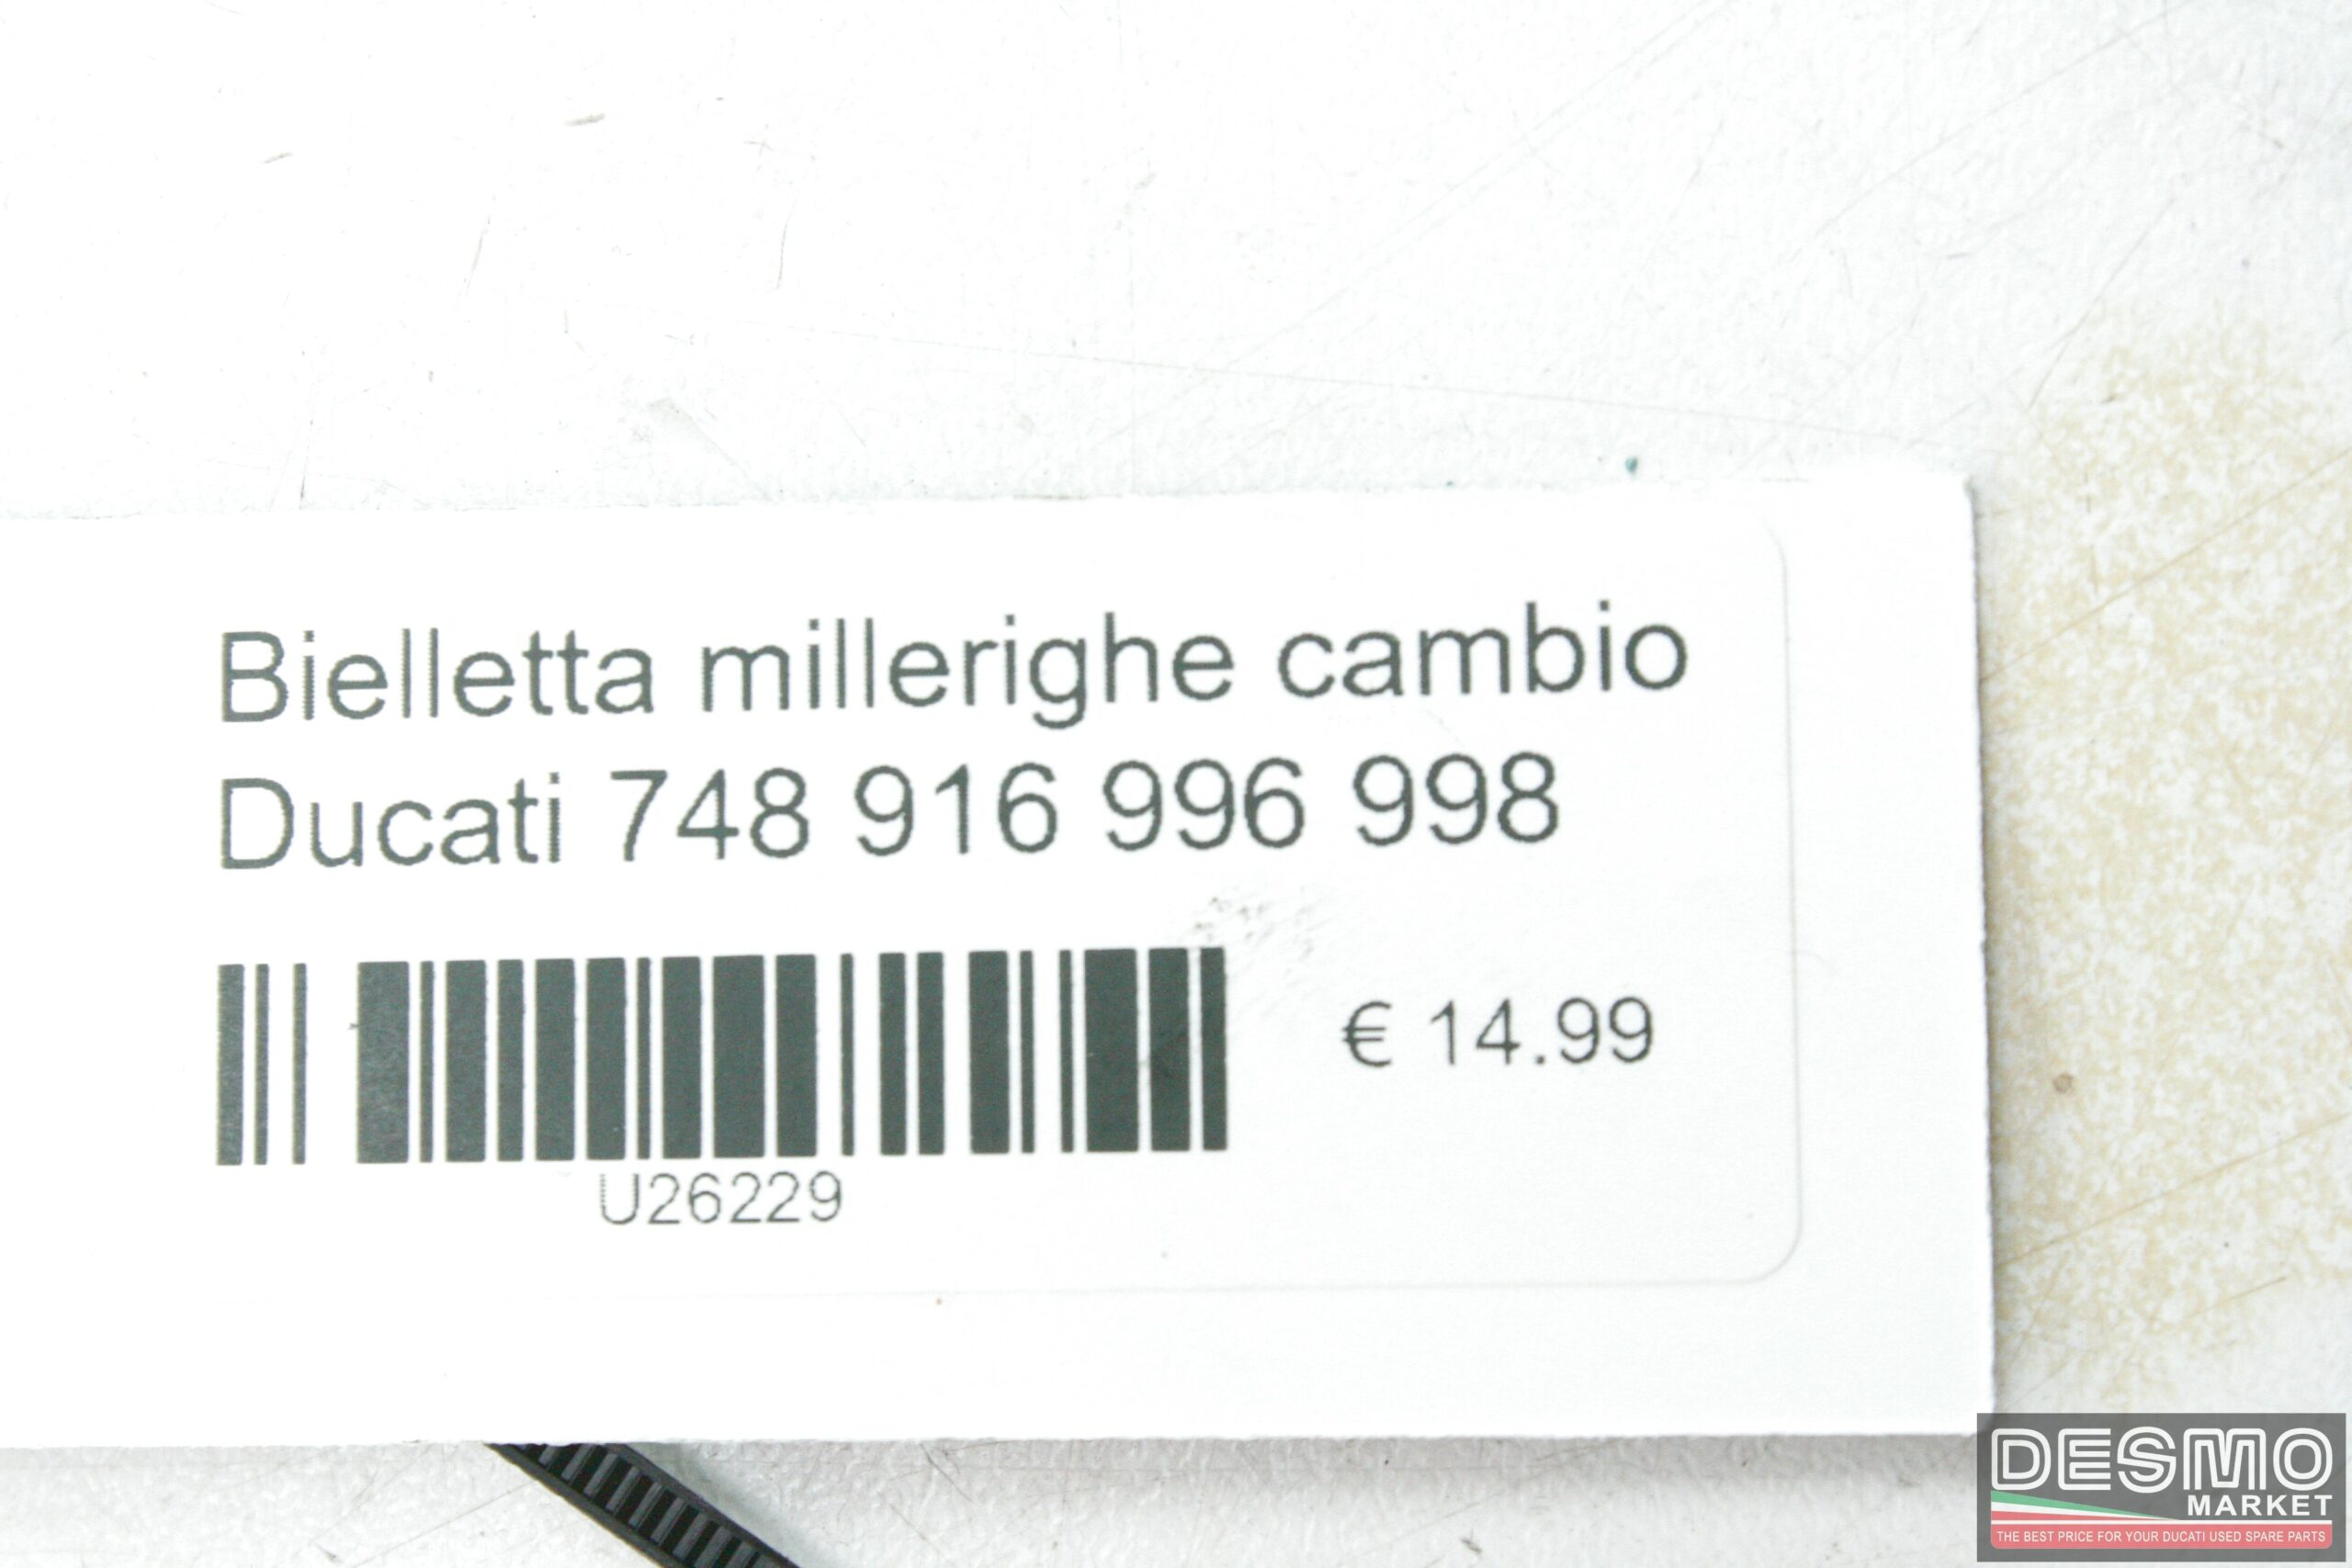 Bielletta millerighe cambio
Ducati 748 916 996 998
€ 14.99
U26229
DESMO
MARKET
THE BEST PRICE FOR YOUR DUCATI USED SPARE PARTS